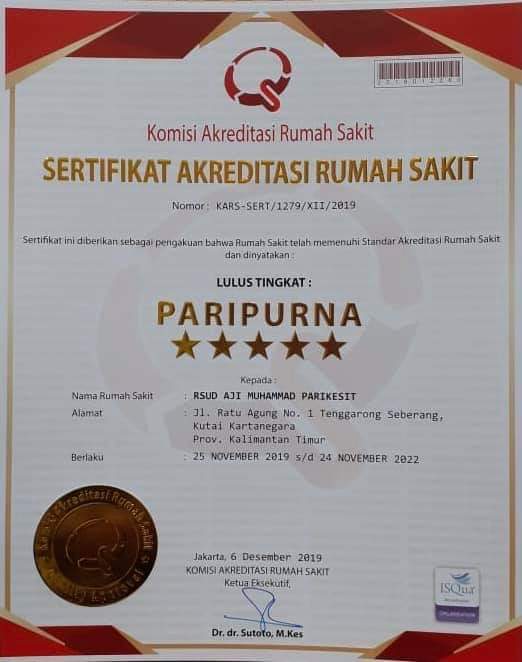 Komisi Akreditasi Rumah Sakit
SERTIFIKAT AKREDITASI RUMAH SAKIT
Nomor : KARS-SERT/1279/XII/2019
Sertifikat ini diberikan sebagai pengakuan bahwa Rumah Sakit telah memenuhi Standar Akreditasi Rumah Sakit
dan dinyatakan :
LULUS TINGKAT :
PARIPURNA
Kepada :
Nama Rumah Sakit : RSUD AJI MUHAMMAD PARIKESIT
Alamat : Jl. Ratu Agung No. 1 Tenggarong Seberang,
Kutai Kartanegara
Prov. Kalimantan Timur
Berlaku : 25 NOVEMBER 2019 s/d 24 NOVEMBER 2022
Komisi Akreditasi Rumah Sakit
Jakarta, 6 Desember 2019
KOMISI AKREDITASI RUMAH SAKIT
Ketua Eksekutif,
Dr. dr. Sutoto, M.Kes
ISQua